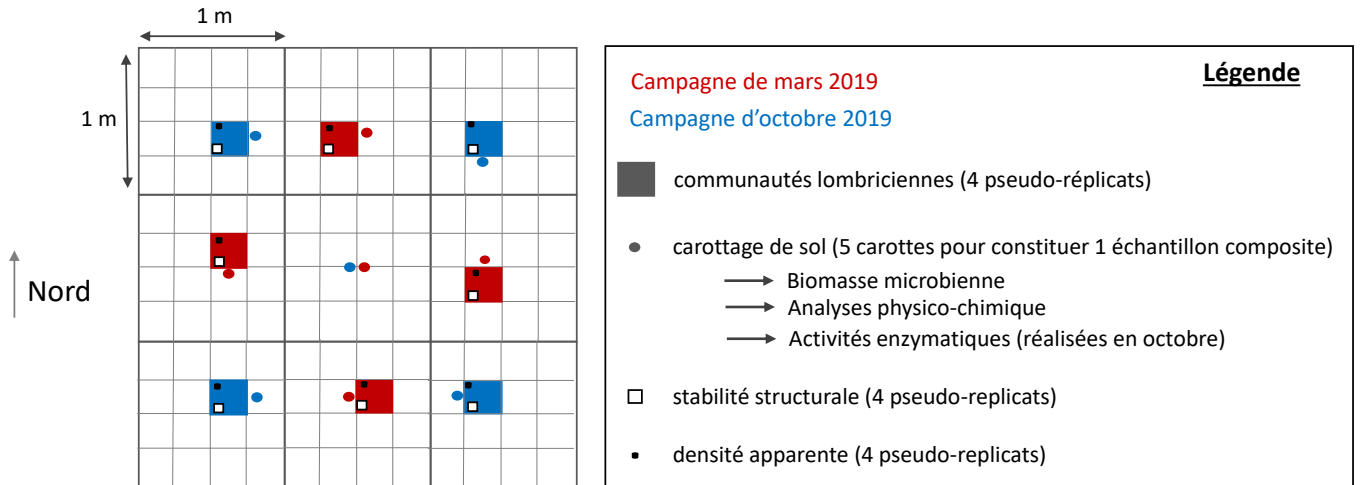 1 m
1 m
Nord
Légende
Campagne de mars 2019
Campagne d’octobre 2019
communautés lombriciennes (4 pseudo-réplicats)
carottage de sol (5 carottes pour constituer 1 échantillon composite)
Biomasse microbienne
Analyses physico-chimique
Activités enzymatiques (réalisées en octobre)
stabilité structurale (4 pseudo-replicats)
densité apparente (4 pseudo-replicats)